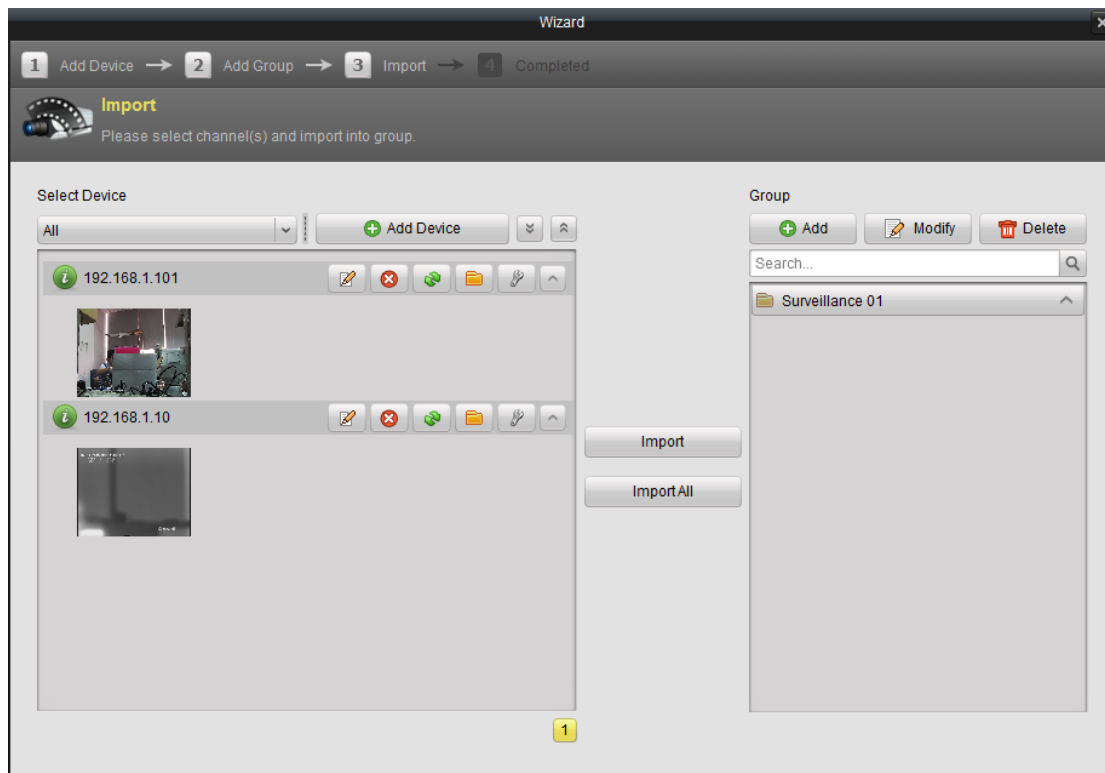 Wizard
1 Add Device 2 Add Group 3 Import 4 Completed
Import
Please select channel(s) and import into group.
Select Device
All
Add Device
192.168.1.101
192.168.1.10
Import
Import All
Group
Add Modify Delete
Search...
Surveillance 01
1